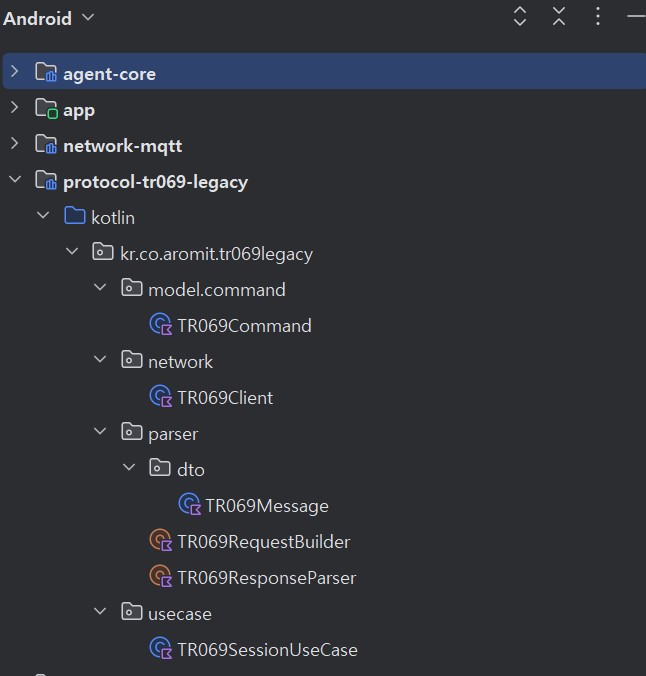 Android
agent-core
app
network-mqtt
protocol-tr069-legacy
kotlin
kr.co.aromit.tr069legacy
model.command
TR069Command
network
TR069Client
parser
dto
TR069Message
TR069RequestBuilder
TR069ResponseParser
usecase
TR069SessionUseCase